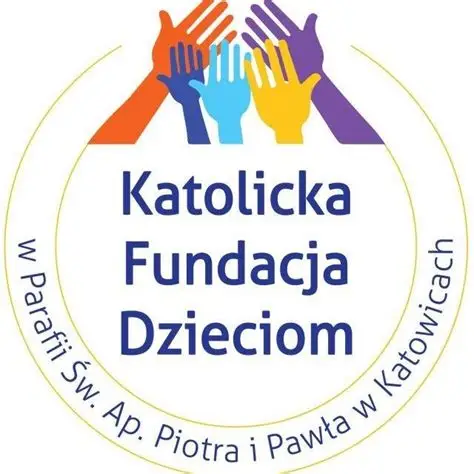 Katolicka
Fundacja
Dzieciom
w Parafii Św. Ap. Piotra i Pawła w Katowicach